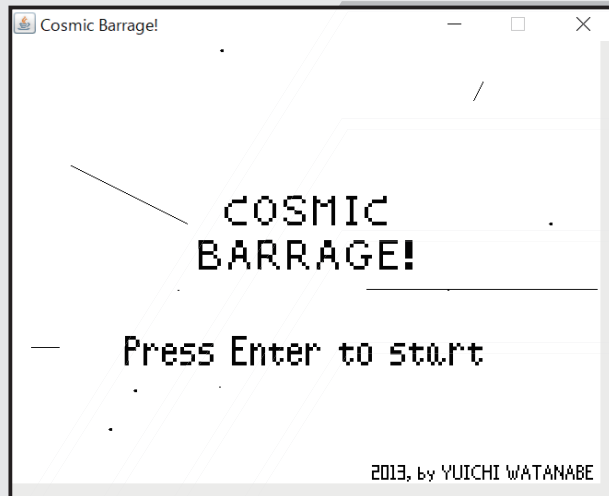 Cosmic Barrage!
COSMIC
BARRAGE!
Press Enter to start
2013, by YUICHI WATANABE